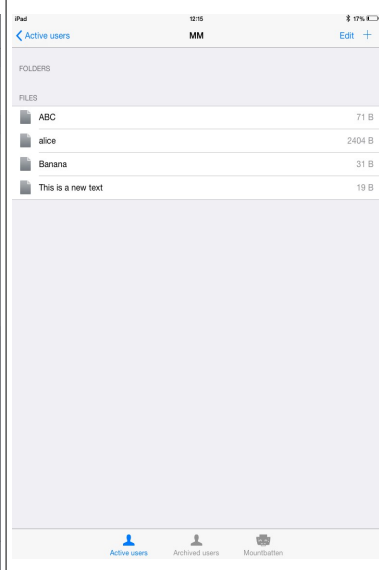 iPad 12:15 17%
Active users MM Edit
FOLDERS
FILES
ABC 71 B
alice 2404 B
Banana 31 B
This is a new text 19 B
Active users Archived users Mountbatten